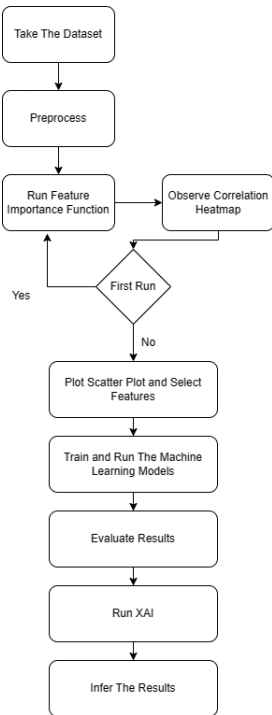 Take The Dataset
Preprocess
Run Feature
Importance Function
Observe Correlation
Heatmap
First Run
Yes
No
Plot Scatter Plot and Select
Features
Train and Run The Machine
Learning Models
Evaluate Results
Run XAI
Infer The Results